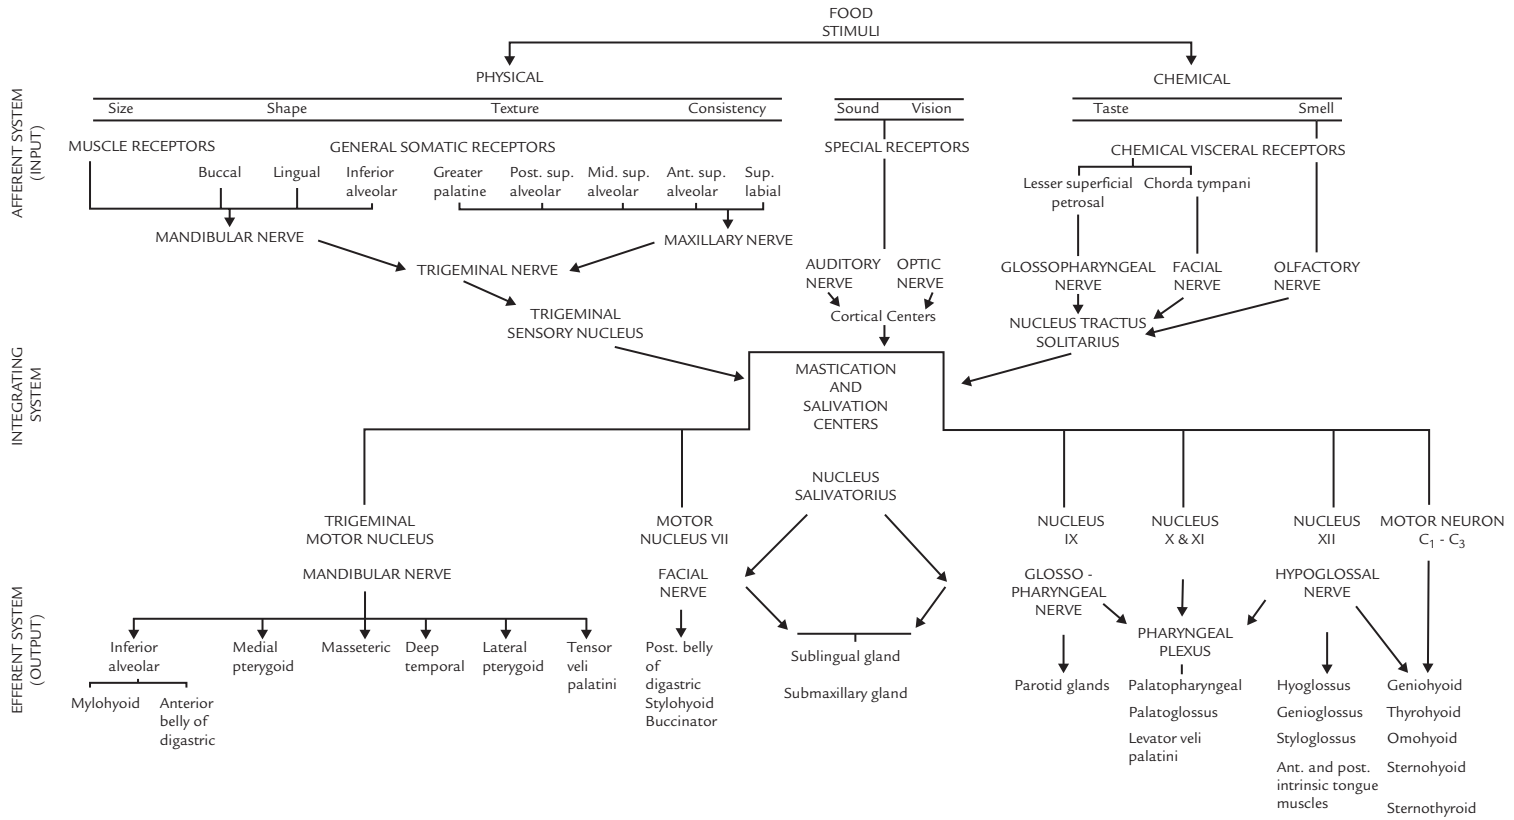 FOOD
STIMULI
PHYSICAL
CHEMICAL
AFFERENT SYSTEM
(INPUT)
Size Shape Texture Consistency
Sound Vision
Taste Smell
MUSCLE RECEPTORS
GENERAL SOMATIC RECEPTORS
SPECIAL RECEPTORS
CHEMICAL VISCERAL RECEPTORS
Buccal
Lingual
Inferior
alveolar
Greater
palatine
Post. sup.
alveolar
Mid. sup.
alveolar
Ant. sup.
alveolar
Sup.
labial
Lesser superficial
petrosal
Chorda tympani
MANDIBULAR NERVE
MAXILLARY NERVE
TRIGEMINAL NERVE
AUDITORY
NERVE
OPTIC
NERVE
GLOSSOPHARYNGEAL
NERVE
FACIAL
NERVE
OLFACTORY
NERVE
TRIGEMINAL
SENSORY NUCLEUS
Cortical Centers
NUCLEUS TRACTUS
SOLITARIUS
INTEGRATING
SYSTEM
MASTICATION
AND
SALIVATION
CENTERS
NUCLEUS
SALIVATORIUS
TRIGEMINAL
MOTOR NUCLEUS
MOTOR
NUCLEUS VII
NUCLEUS
IX
NUCLEUS
X & XI
NUCLEUS
XII
MOTOR NEURON
C1 - C3
EFFERENT SYSTEM
(OUTPUT)
MANDIBULAR NERVE
FACIAL
NERVE
GLOSSO -
PHARYNGEAL
NERVE
HYPOGLOSSAL
NERVE
PHARYNGEAL
PLEXUS
Inferior
alveolar
Medial
pterygoid
Masseteric
Deep
temporal
Lateral
pterygoid
Tensor
veli
palatini
Post. belly
of
digastric
Stylohyoid
Buccinator
Sublingual gland
Submaxillary gland
Mylohyoid
Anterior
belly of
digastric
Parotid glands
Palatopharyngeal
Palatoglossus
Levator veli
palatini
Hyoglossus
Genioglossus
Styloglossus
Ant. and post.
intrinsic tongue
muscles
Geniohyoid
Thyrohyoid
Omohyoid
Sternohyoid
Sternothyroid